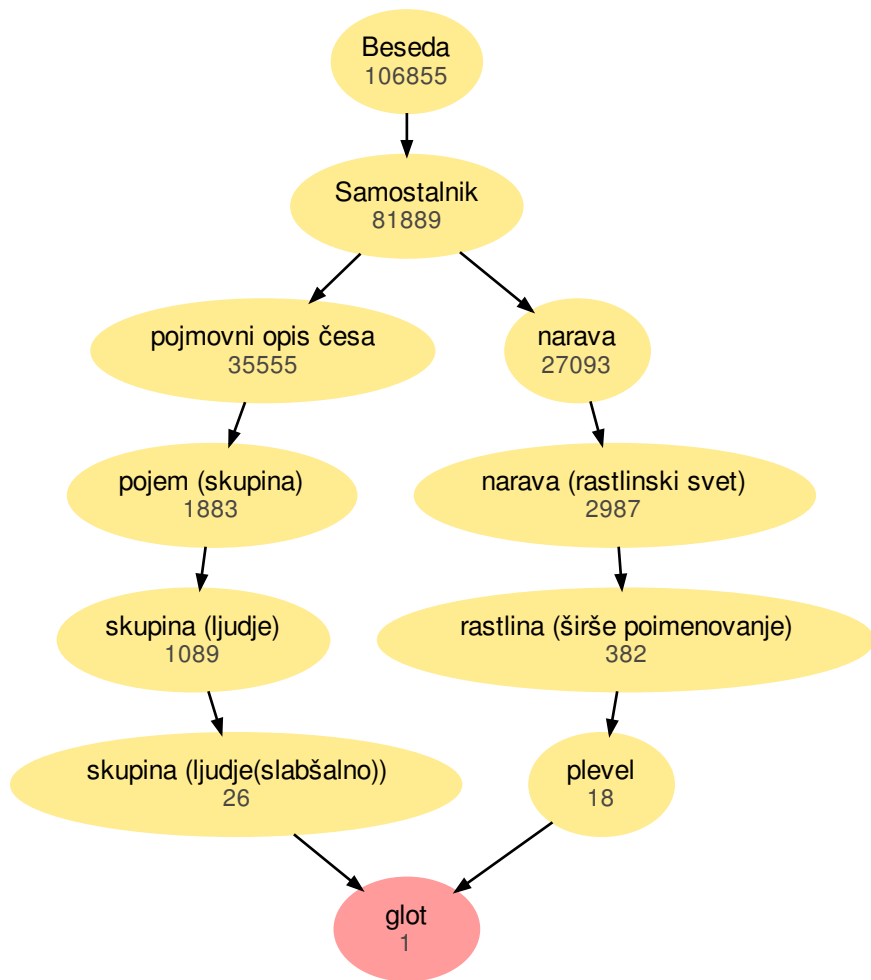 Beseda
106855
Samostalnik
81889
pojmovni opis česa
35555
narava
27093
pojem (skupina)
1883
narava (rastlinski svet)
2987
skupina (ljudje)
1089
rastlina (širše poimenovanje)
382
skupina (ljudje(slabšalno))
26
plevel
18
glot
1